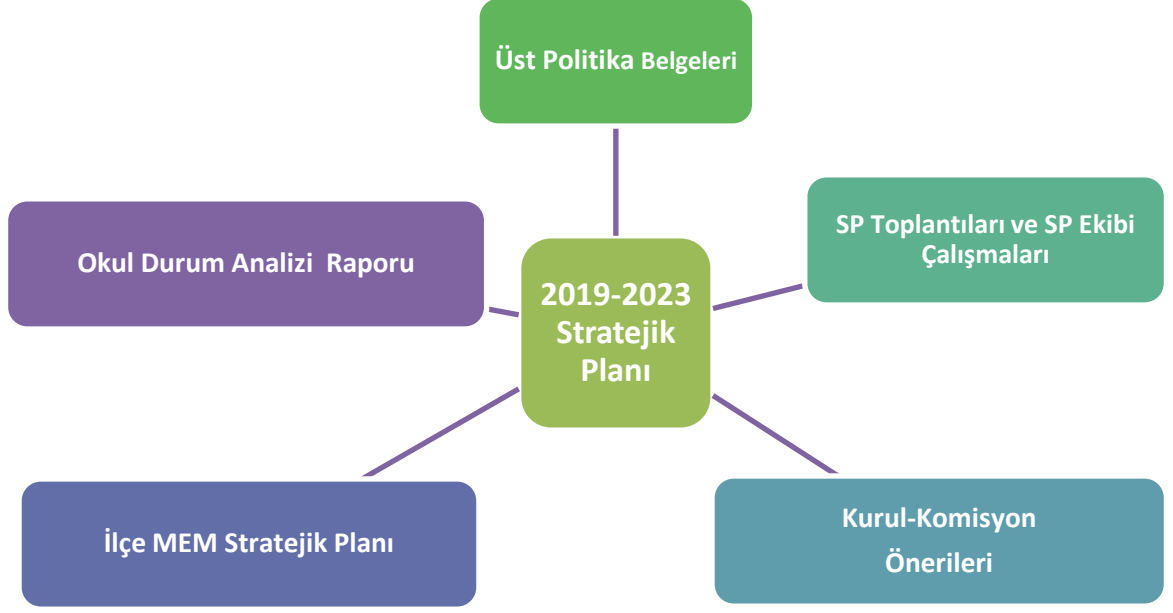 Üst Politika Belgeleri
SP Toplantıları ve SP Ekibi
Çalışmaları
Okul Durum Analizi Raporu
2019-2023
Stratejik
Planı
İlçe MEM Stratejik Planı
Kurul-Komisyon
Önerileri